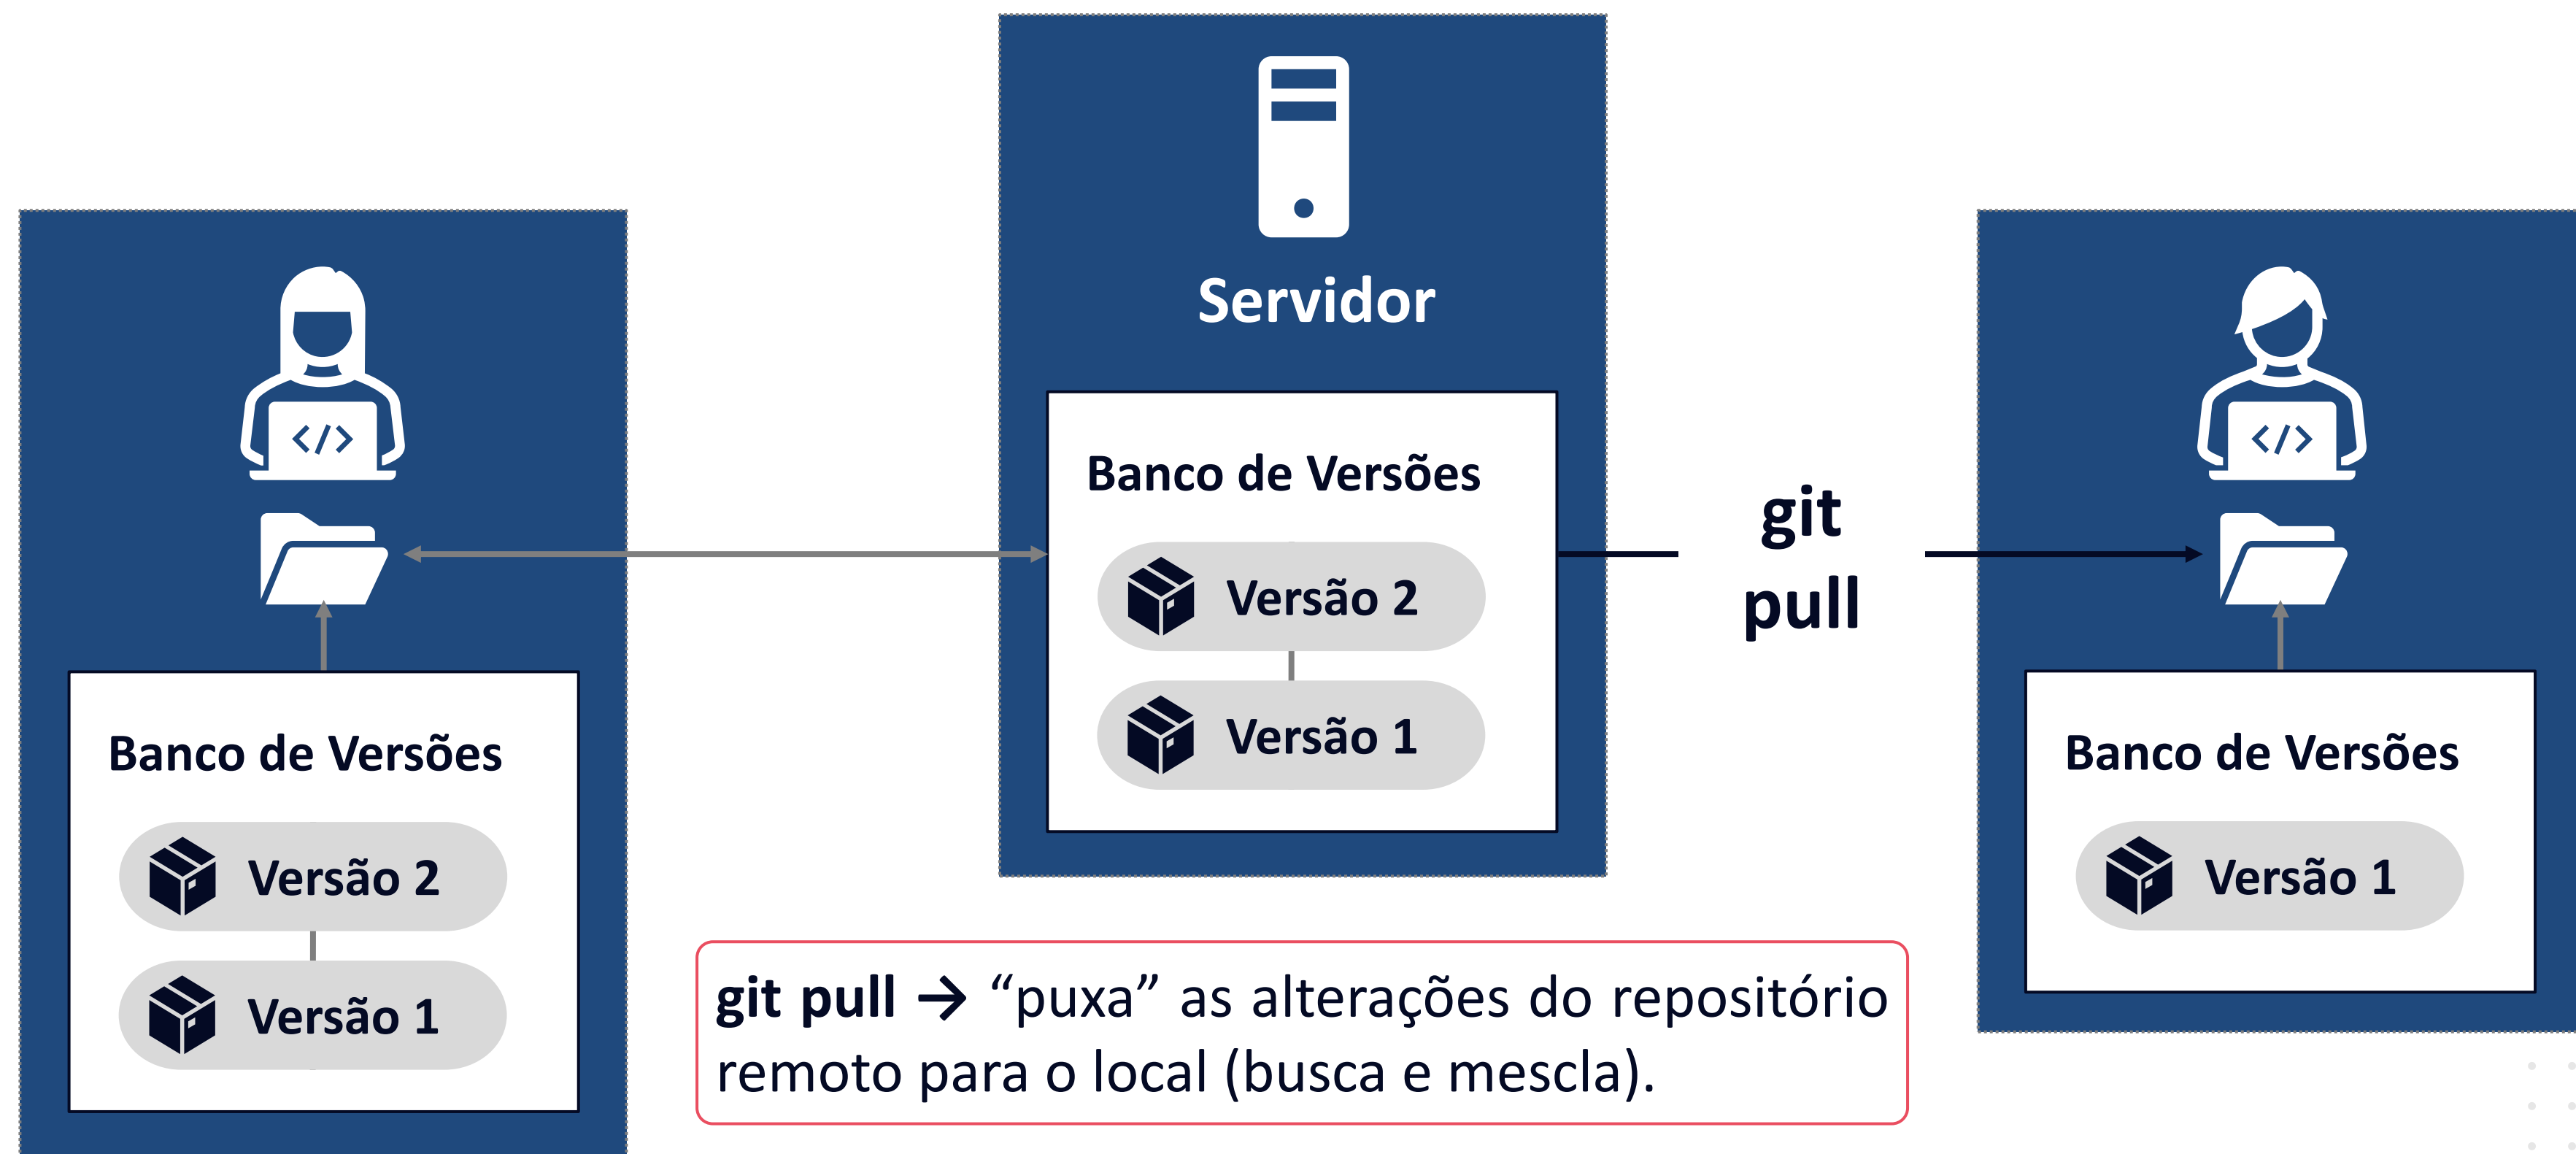 Servidor
Banco de Versões
Versão 2
Versão 1
git
pull
</>
Banco de Versões
Versão 2
Versão 1
</>
Banco de Versões
Versão 1
git pull → “puxa” as alterações do repositório
remoto para o local (busca e mescla).